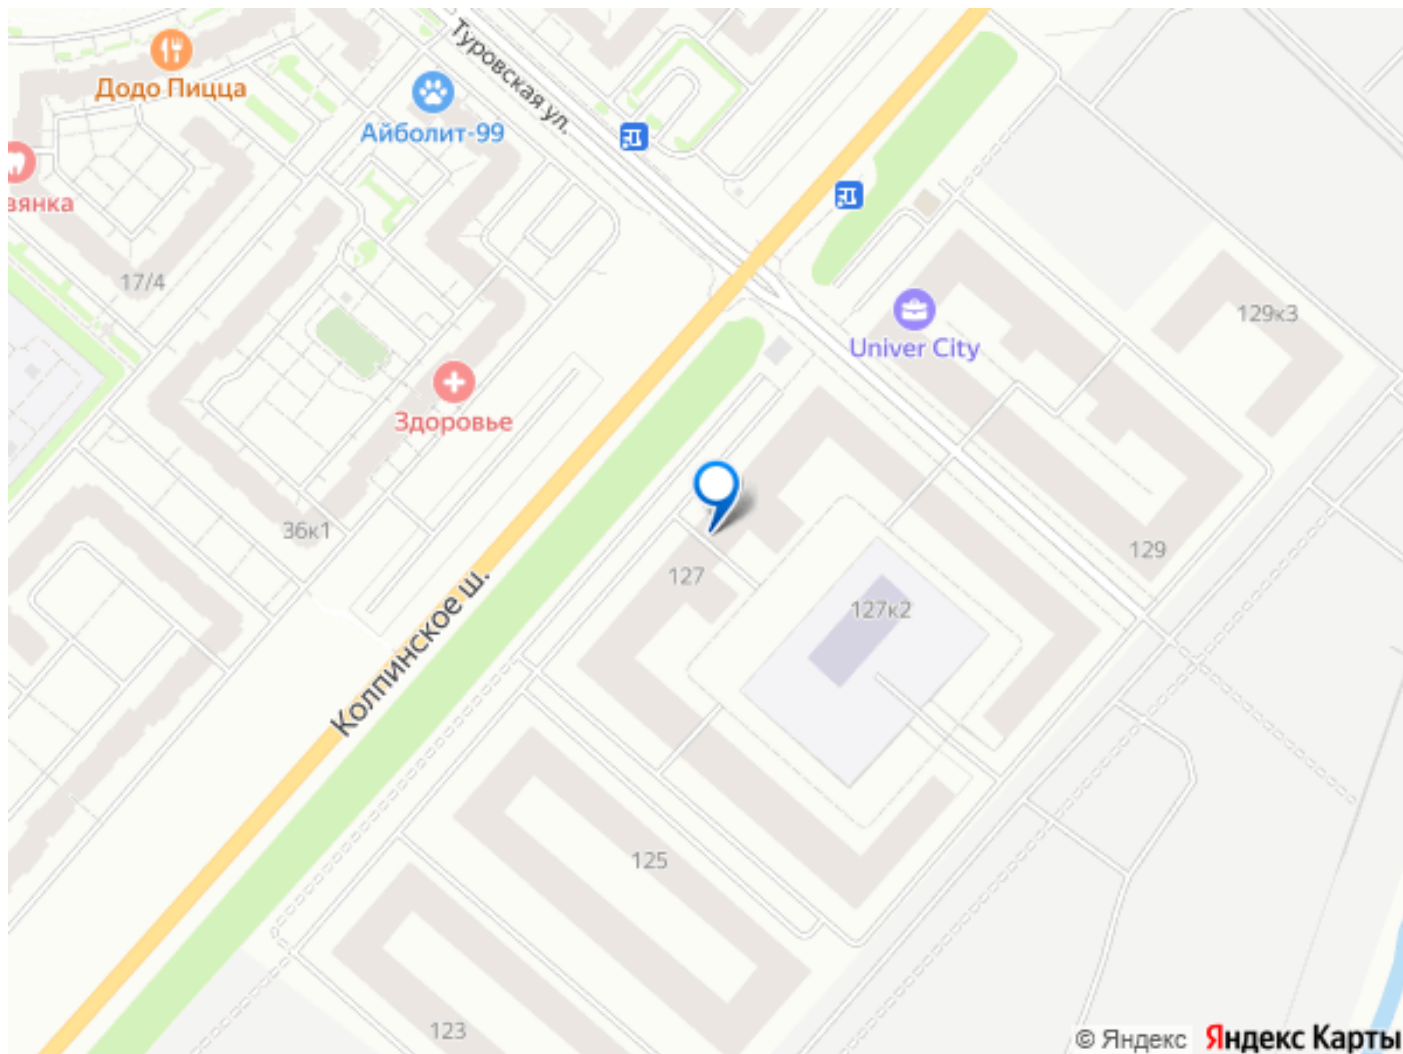 Туровская ул.
Додо Пицца
Айболит-99
вянка
17/4
129к3
Univer City
Здоровье
36к1
129
127
127к2
Колпинское ш.
125
123
© Яндекс Яндекс Карты